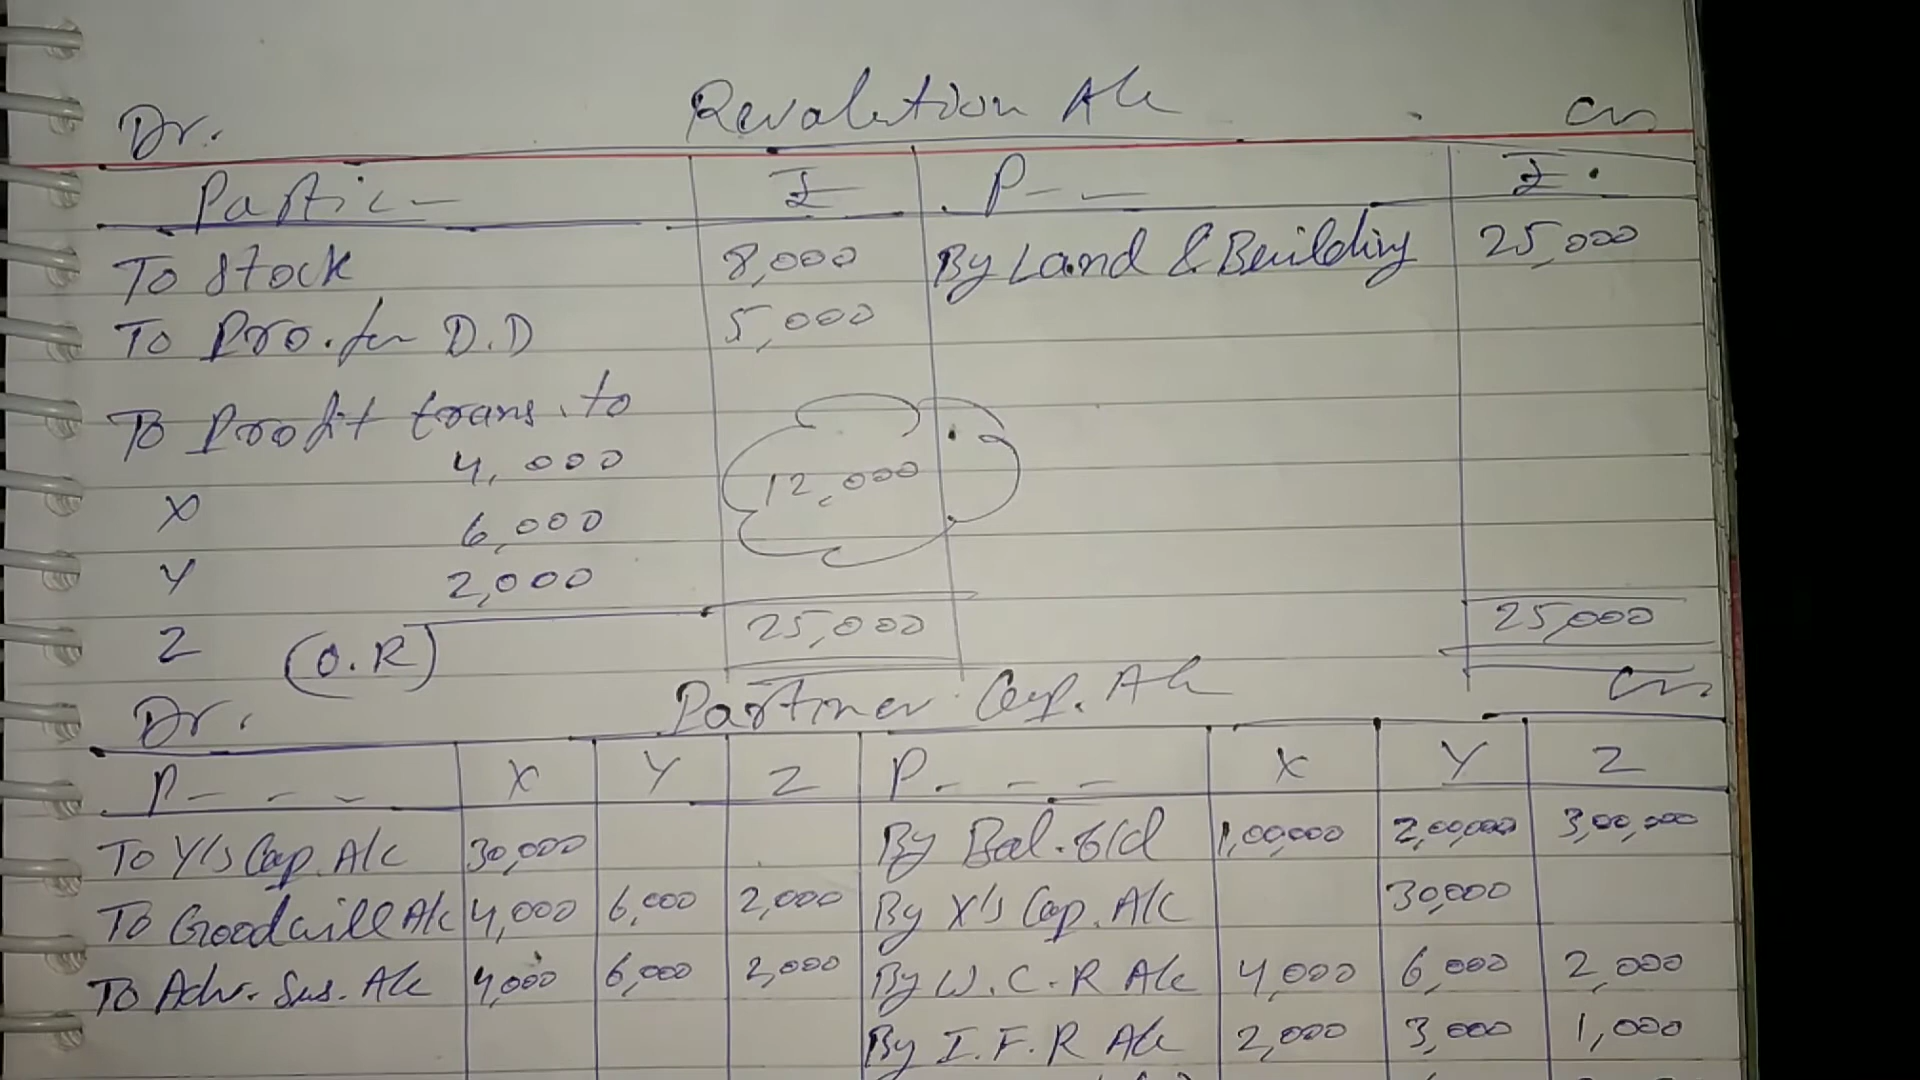 Revaluation A/c
Dr. Cr.
Partic- ₹ P-- ₹
To Stock 8,000 By Land & Building 25,000
To Pro. for D.D 5,000
To Profit trans. to
4,000
X 12,000
6,000
Y
2,000
25,000 25,000
Z (O.R)
Dr. Partner Cap. A/c Cr.
P--- X Y Z P--- X Y Z
To Y's Cap. A/c 30,000 By Bal. b/d 1,00,000 2,00,000 3,00,000
To Goodwill A/c 4,000 6,000 2,000 By X's Cap. A/c 30,000
To Adv. Sus. A/c 4,000 6,000 2,000 By W.C.R A/c 4,000 6,000 2,000
By I.F.R A/c 2,000 3,000 1,000